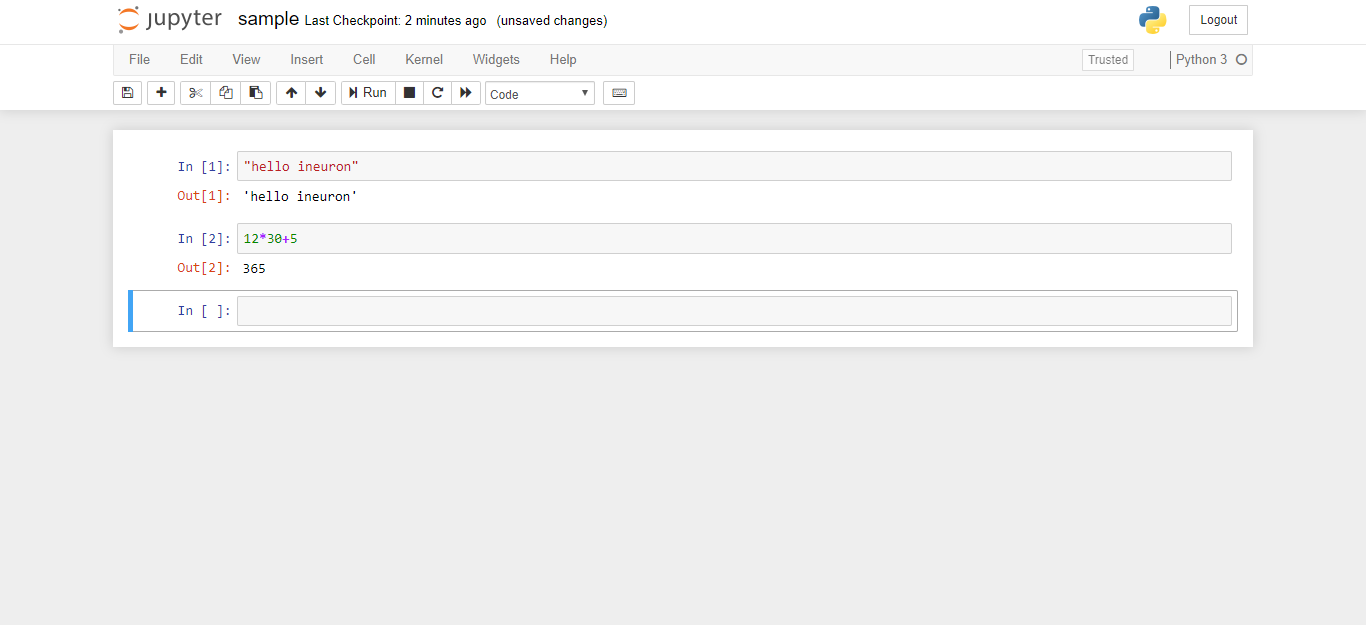 jupyter sample Last Checkpoint: 2 minutes ago (unsaved changes) Logout
File Edit View Insert Cell Kernel Widgets Help Trusted Python 3
Run Code
In [1]: "hello ineuron"
Out[1]: 'hello ineuron'
In [2]: 12*30+5
Out[2]: 365
In [ ]: